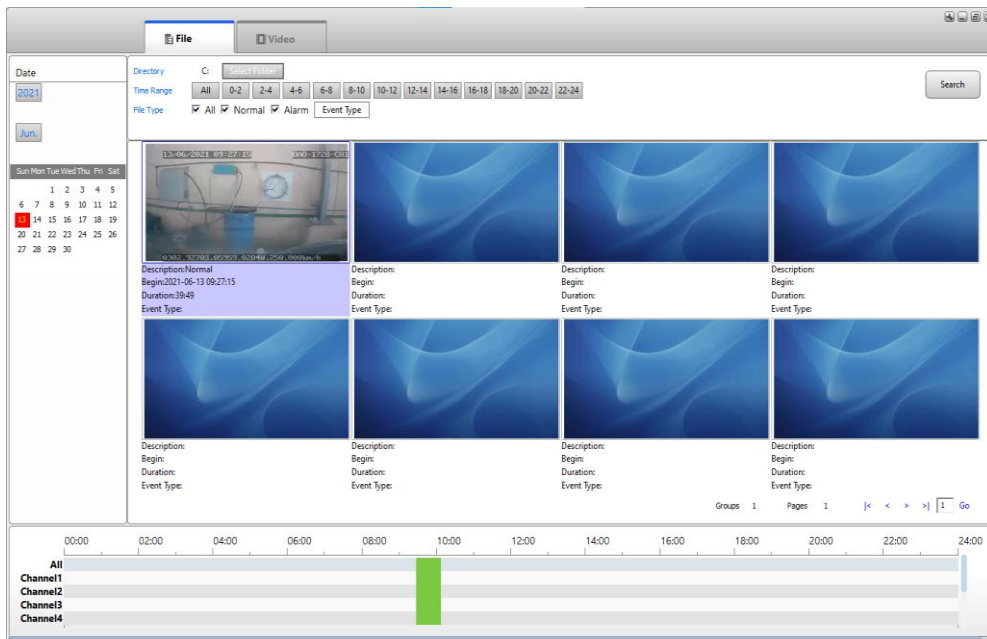 File
Video
Date
2021
Jun.
Sun Mon Tue Wed Thu Fri Sat
1 2 3 4 5
6 7 8 9 10 11 12
13 14 15 16 17 18 19
20 21 22 23 24 25 26
27 28 29 30
Directory C: Select Folder
Time Range All 0-2 2-4 4-6 6-8 8-10 10-12 12-14 14-16 16-18 18-20 20-22 22-24
File Type All Normal Alarm Event Type
Search
13/06/2021 09:27:15
Description:Normal
Begin:2021-06-13 09:27:15
Duration:39:49
Event Type:
Description:
Begin:
Duration:
Event Type:
Description:
Begin:
Duration:
Event Type:
Description:
Begin:
Duration:
Event Type:
Description:
Begin:
Duration:
Event Type:
Description:
Begin:
Duration:
Event Type:
Description:
Begin:
Duration:
Event Type:
Description:
Begin:
Duration:
Event Type:
Groups 1 Pages 1 |< < > >| 1 Go
00:00 02:00 04:00 06:00 08:00 10:00 12:00 14:00 16:00 18:00 20:00 22:00 24:00
All
Channel1
Channel2
Channel3
Channel4